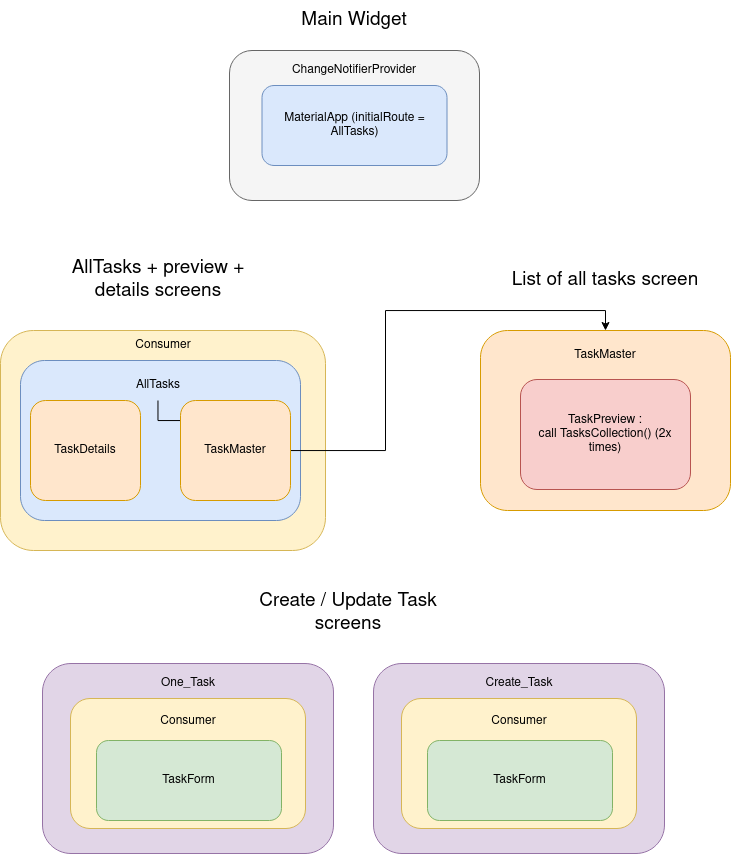 Main Widget
ChangeNotifierProvider
MaterialApp (initialRoute =
AllTasks)
AllTasks + preview +
details screens
List of all tasks screen
Consumer
AllTasks
TaskDetails
TaskMaster
TaskMaster
TaskPreview :
call TasksCollection() (2x
times)
Create / Update Task
screens
One_Task
Consumer
TaskForm
Create_Task
Consumer
TaskForm